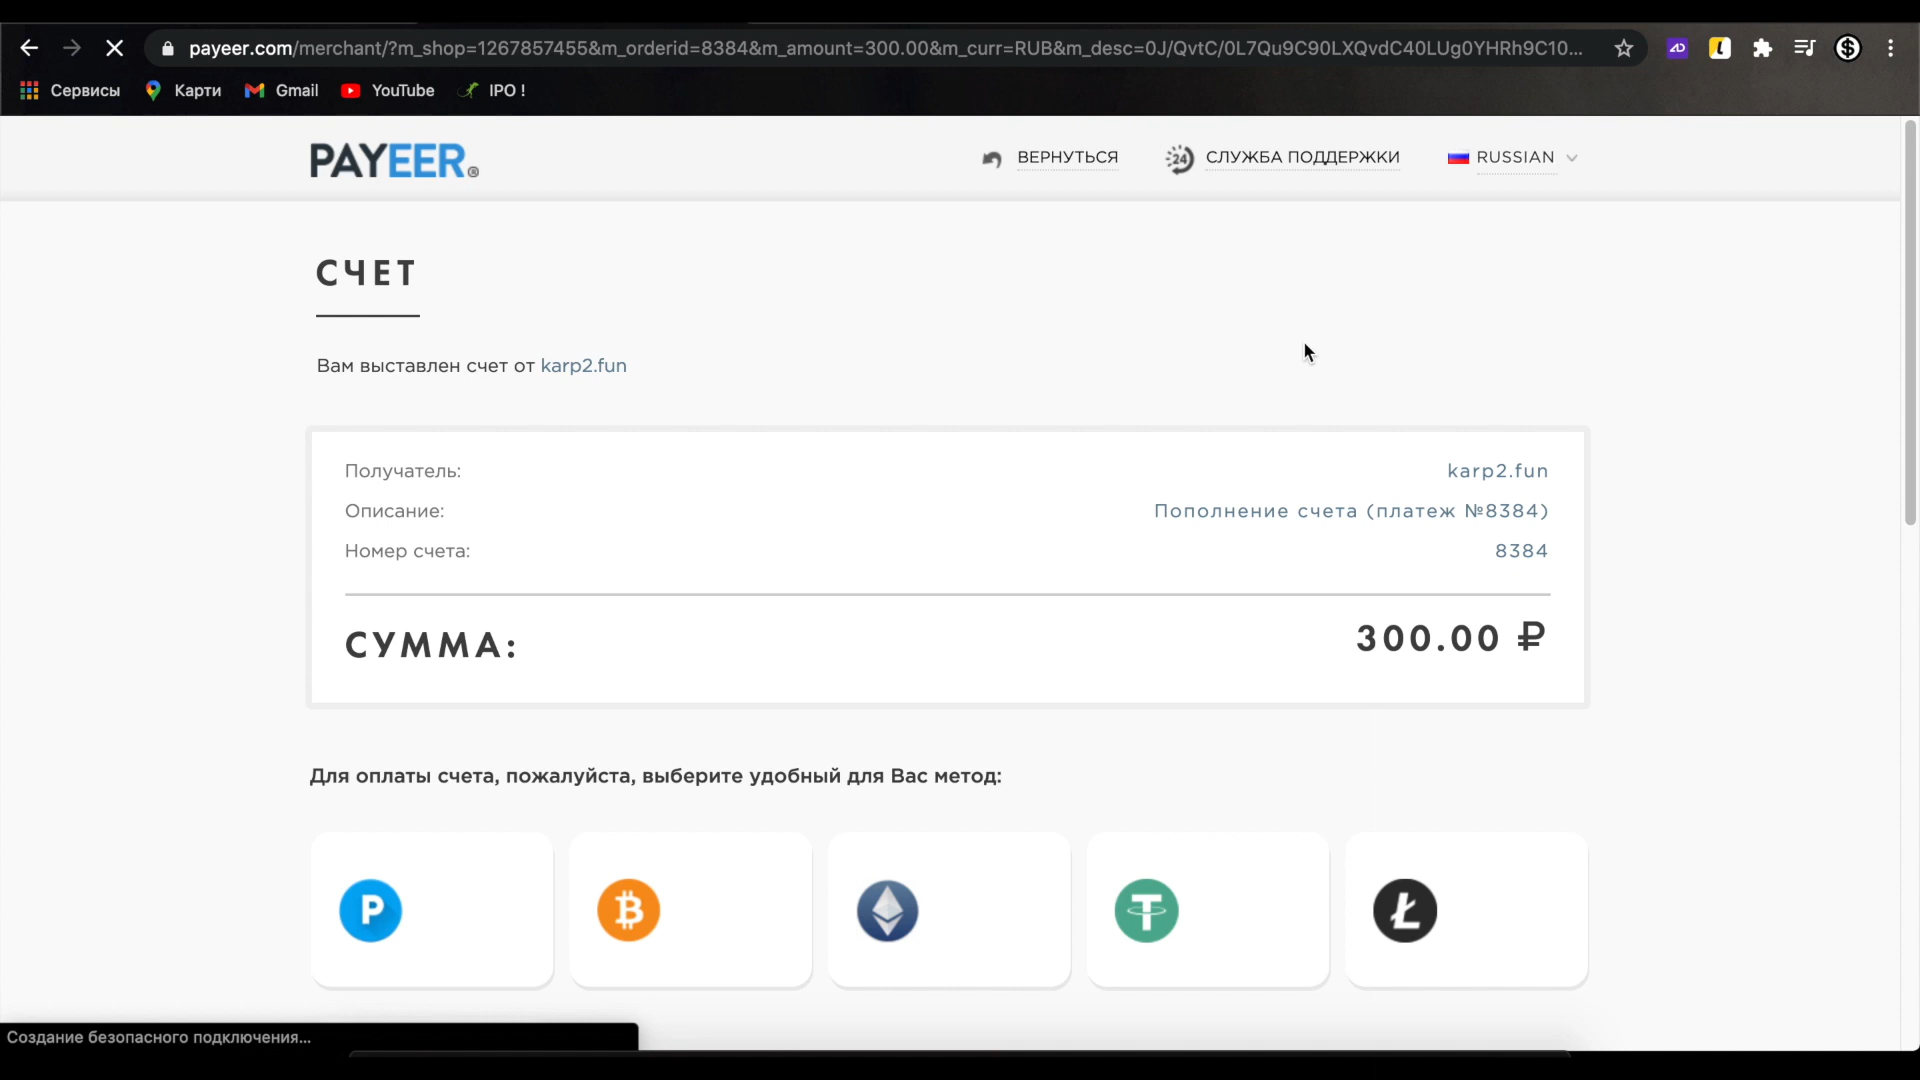 payeer.com/merchant/?m_shop=1267857455&m_orderid=8384&m_amount=300.00&m_curr=RUB&m_desc=0J/QvtC/0L7Qu9C90LXQvdC40LUg0YHRh9C10...
Сервисы Карти Gmail YouTube IPO !
PAYEER® ВЕРНУТЬСЯ 24 СЛУЖБА ПОДДЕРЖКИ RUSSIAN
СЧЕТ
Вам выставлен счет от karp2.fun
Получатель: karp2.fun
Описание: Пополнение счета (платеж №8384)
Номер счета: 8384
СУММА: 300.00 ₽
Для оплаты счета, пожалуйста, выберите удобный для Вас метод:
Создание безопасного подключения...